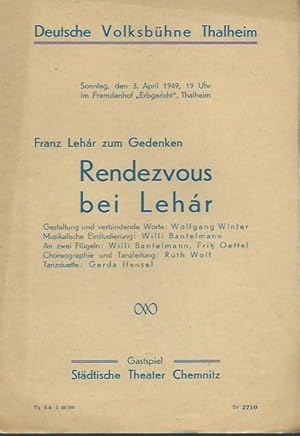 Deutsche Volksbühne Thalheim
Sonntag, den 3. April 1949, 19 Uhr
im Fremdenhof „Erbgericht", Thalheim
Franz Lehár zum Gedenken
Rendezvous
bei Lehár
Gestaltung und verbindende Worte: Wolfgang Winter
Musikalische Einstudierung: Willi Bantelmann
An zwei Flügeln: Willi Bantelmann, Fritz Oettel
Choreographie und Tanzleitung: Ruth Wolf
Tanzduette: Gerda Hensel
Gastspiel
Städtische Theater Chemnitz
Dr 2710